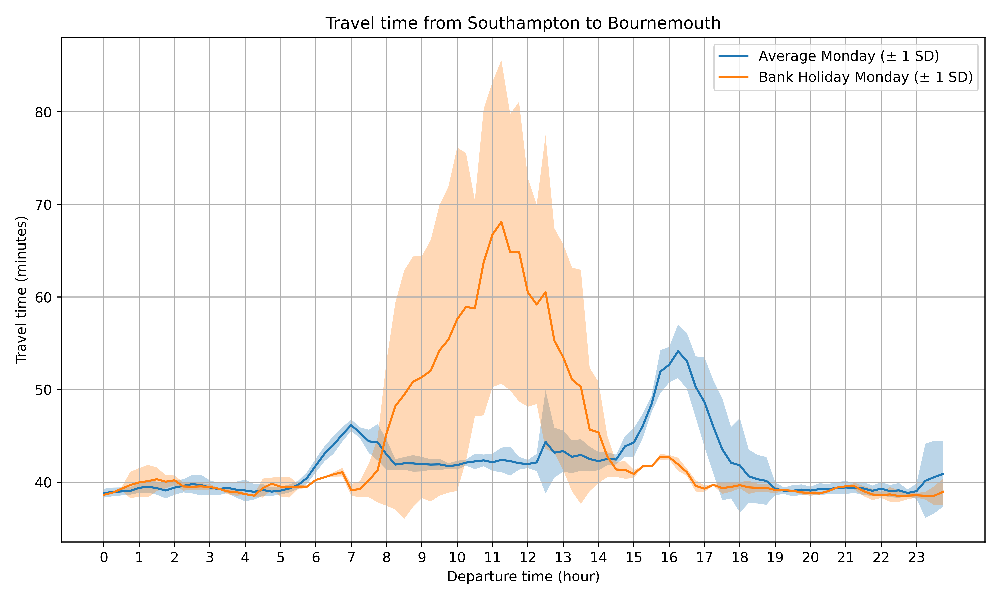 Travel time from Southampton to Bournemouth
Average Monday (± 1 SD)
Bank Holiday Monday (± 1 SD)
Travel time (minutes)
80
70
60
50
40
0 1 2 3 4 5 6 7 8 9 10 11 12 13 14 15 16 17 18 19 20 21 22 23
Departure time (hour)